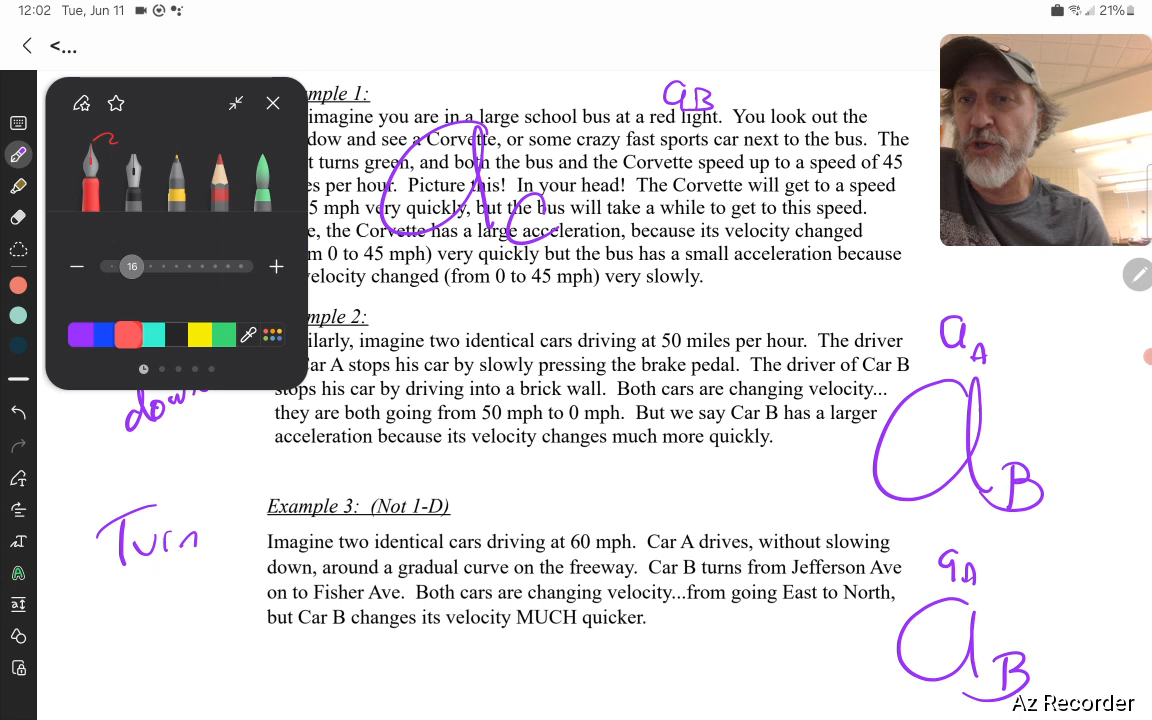 12:02 Tue, Jun 11
21%
<...
mple 1:
imagine you are in a large school bus at a red light. You look out the
dow and see a Corvette, or some crazy fast sports car next to the bus. The
t turns green, and both the bus and the Corvette speed up to a speed of 45
es per hour. Picture this! In your head! The Corvette will get to a speed
5 mph very quickly, but the bus will take a while to get to this speed.
e, the Corvette has a large acceleration, because its velocity changed
m 0 to 45 mph) very quickly but the bus has a small acceleration because
velocity changed (from 0 to 45 mph) very slowly.
aB
ac
16
mple 2:
ilarly, imagine two identical cars driving at 50 miles per hour. The driver
Car A stops his car by slowly pressing the brake pedal. The driver of Car B
stops his car by driving into a brick wall. Both cars are changing velocity...
they are both going from 50 mph to 0 mph. But we say Car B has a larger
acceleration because its velocity changes much more quickly.
down
aA
aB
Turn
Example 3: (Not 1-D)
Imagine two identical cars driving at 60 mph. Car A drives, without slowing
down, around a gradual curve on the freeway. Car B turns from Jefferson Ave
on to Fisher Ave. Both cars are changing velocity...from going East to North,
but Car B changes its velocity MUCH quicker.
aA
aB
Az Recorder